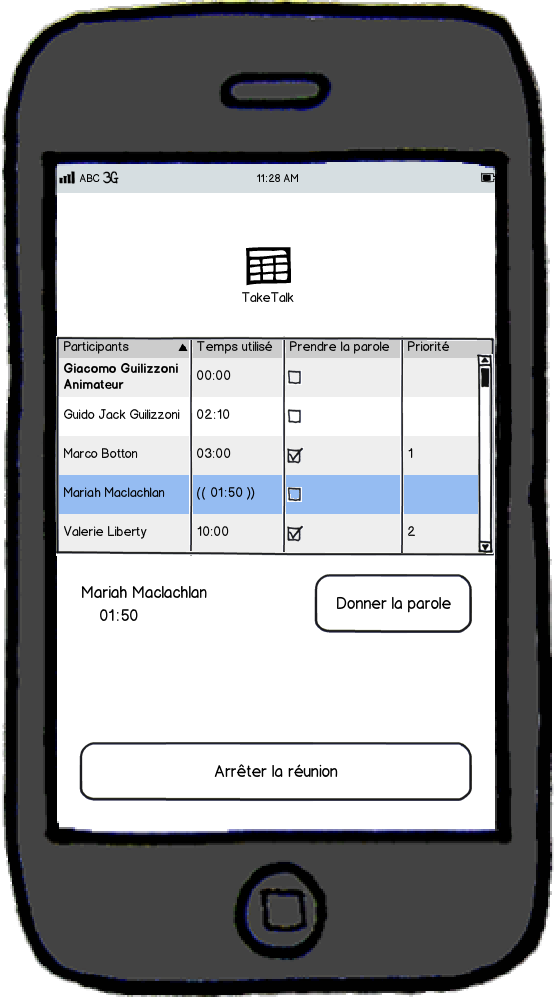 ABC 3G 11:28 AM
TakeTalk
Participants Temps utilisé Prendre la parole Priorité
Giacomo Guilizzoni
Animateur 00:00
Guido Jack Guilizzoni 02:10
Marco Botton 03:00 1
Mariah Maclachlan (( 01:50 ))
Valerie Liberty 10:00 2
Mariah Maclachlan
01:50
Donner la parole
Arrêter la réunion